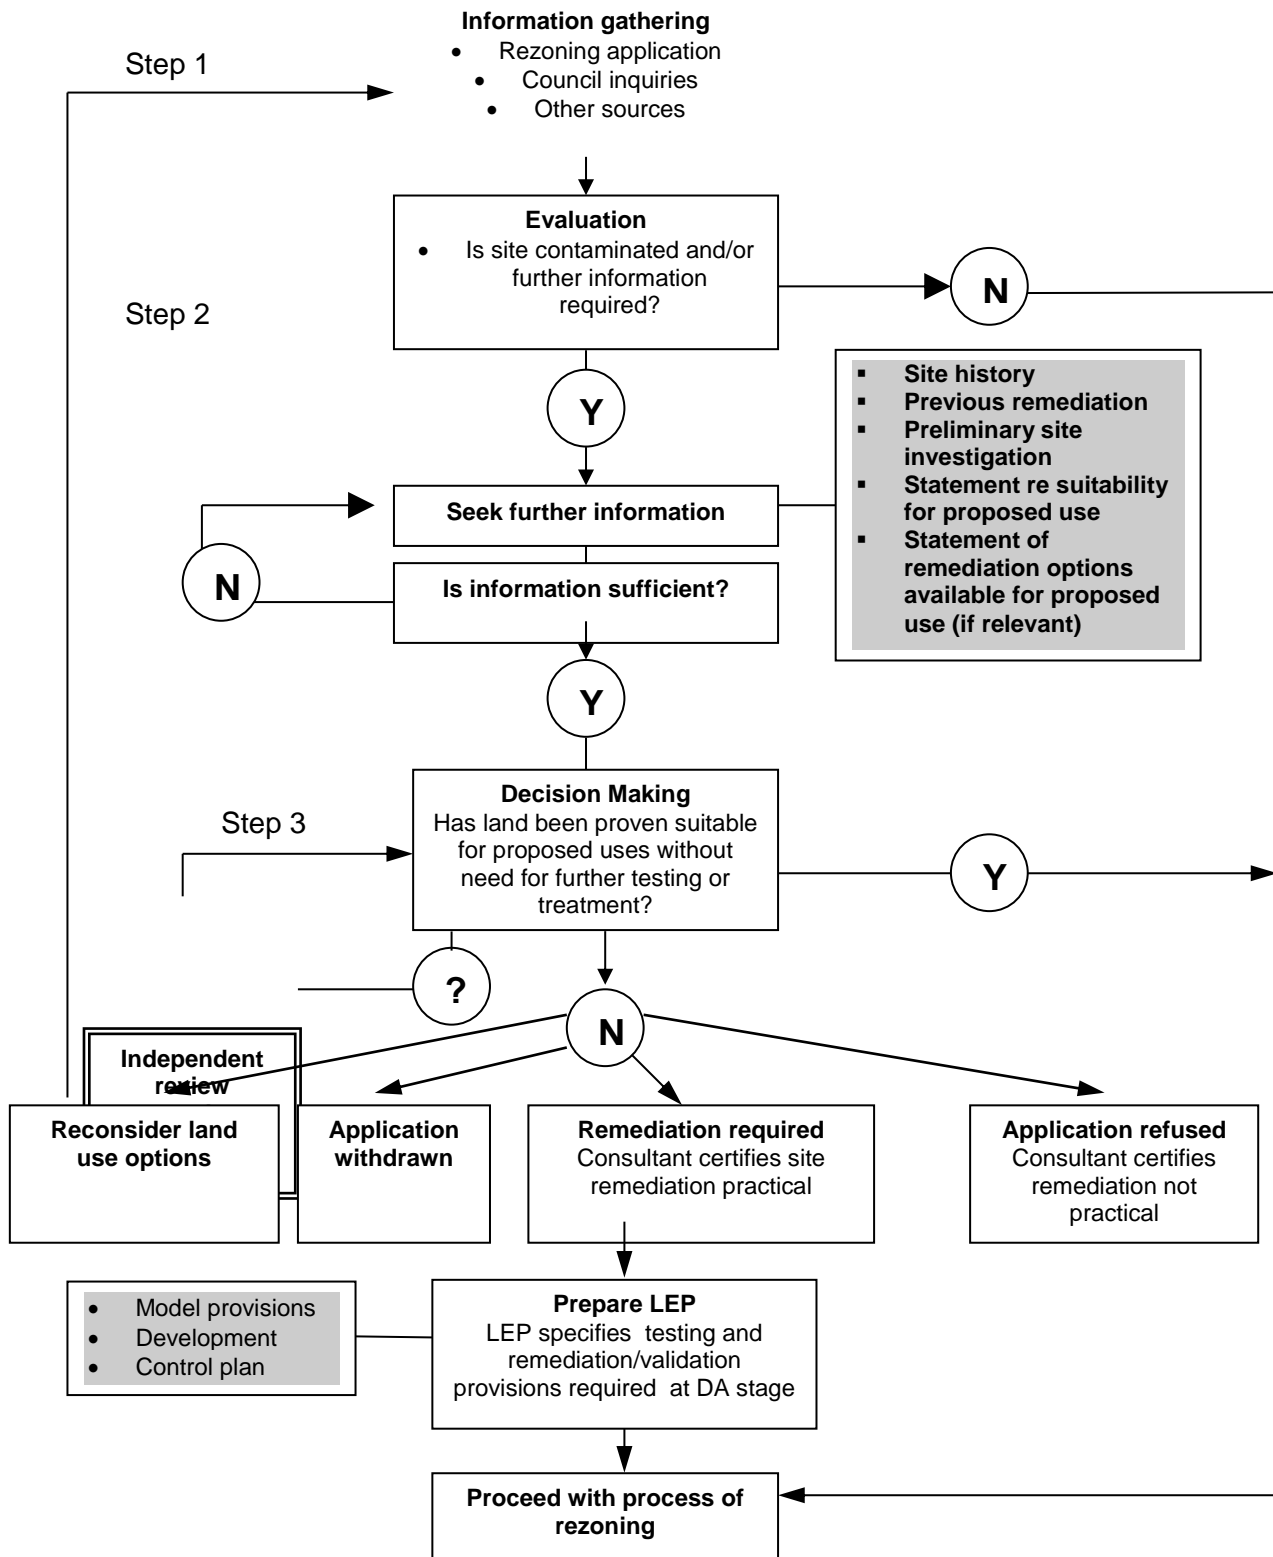 Information gathering
• Rezoning application
Step 1
• Council inquiries
• Other sources
Evaluation
• Is site contaminated and/or
further information
required?
N
Step 2
Y
▪ Site history
▪ Previous remediation
▪ Preliminary site
investigation
▪ Statement re suitability
for proposed use
▪ Statement of
remediation options
available for proposed
use (if relevant)
Seek further information
N
Is information sufficient?
Y
Decision Making
Has land been proven suitable
for proposed uses without
need for further testing or
treatment?
Step 3
Y
?
N
Independent
review
Reconsider land
use options
Application
withdrawn
Remediation required
Consultant certifies site
remediation practical
Application refused
Consultant certifies
remediation not
practical
• Model provisions
• Development
• Control plan
Prepare LEP
LEP specifies testing and
remediation/validation
provisions required at DA stage
Proceed with process of
rezoning